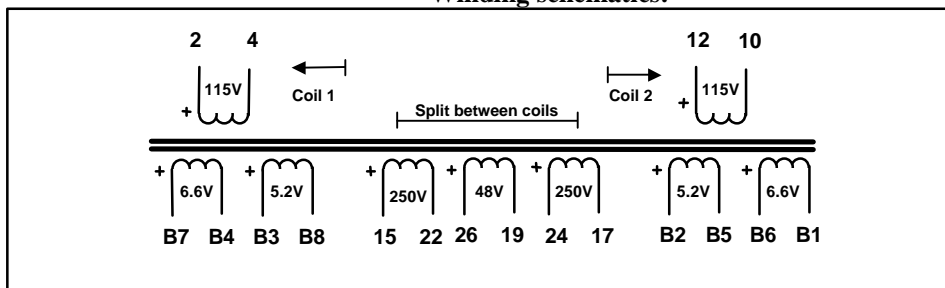 Winding schematics:
2 4 12 10
115V 115V
+ Coil 1 Coil 2 +
Split between coils
+ + + + + + +
6.6V 5.2V 250V 48V 250V 5.2V 6.6V
B7 B4 B3 B8 15 22 26 19 24 17 B2 B5 B6 B1